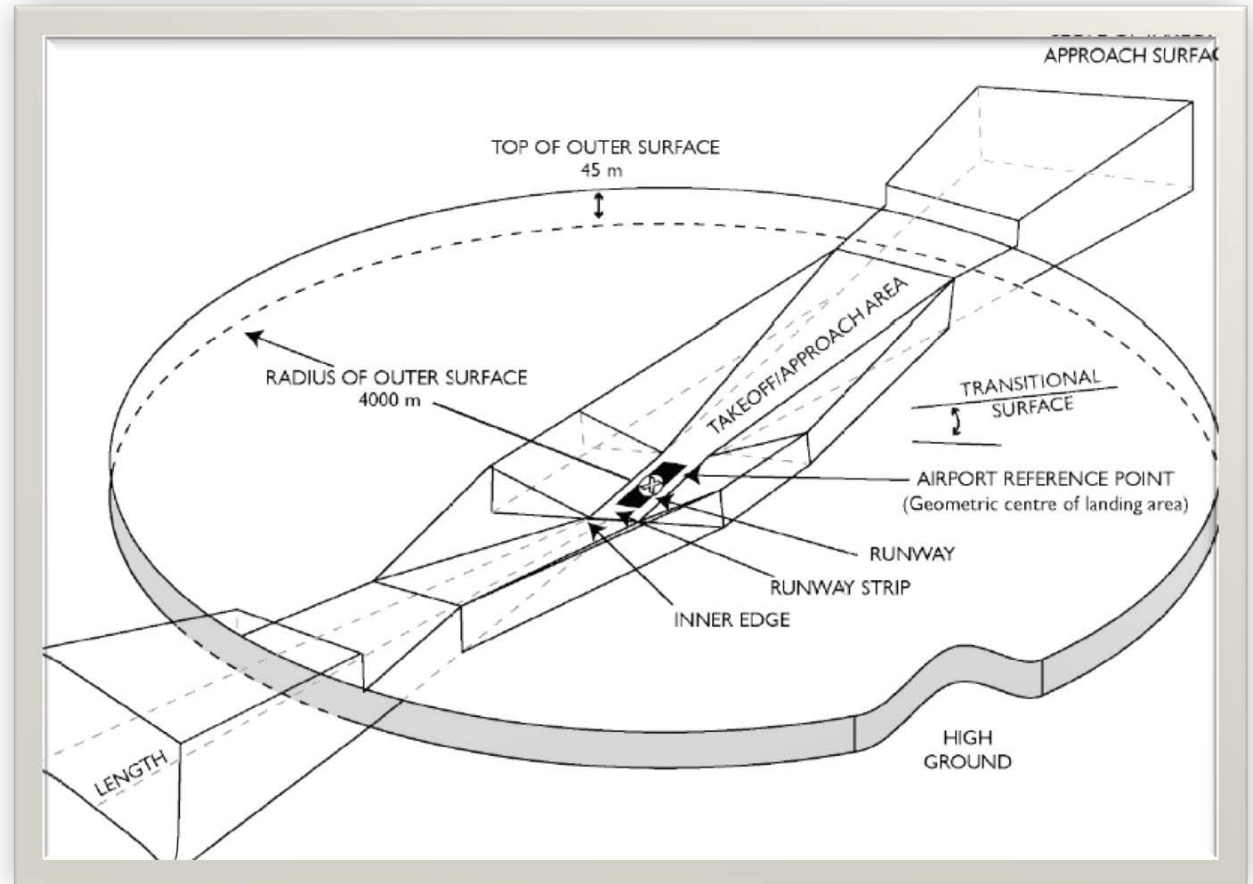 APPROACH SURFAC
TOP OF OUTER SURFACE
45 m
TAKEOFF/APPROACH AREA
RADIUS OF OUTER SURFACE
4000 m
TRANSITIONAL
SURFACE
AIRPORT REFERENCE POINT
(Geometric centre of landing area)
RUNWAY
RUNWAY STRIP
INNER EDGE
HIGH
GROUND
LENGTH